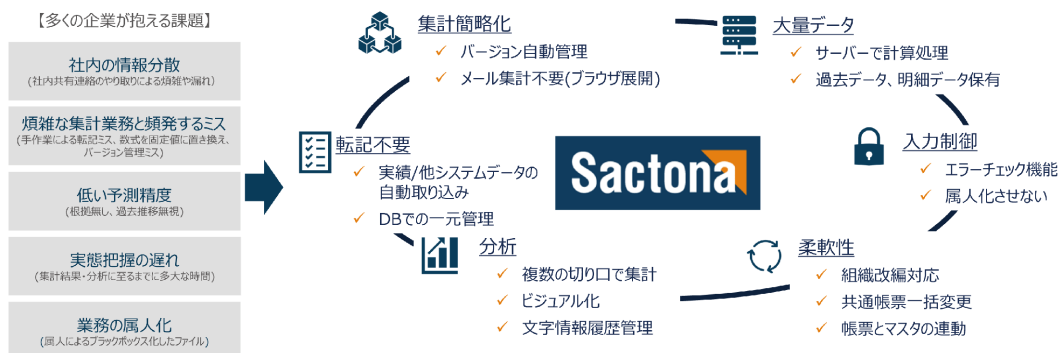 【多くの企業が抱える課題】
社内の情報分散
(社内共有連絡のやり取りによる煩雑や漏れ)
煩雑な集計業務と頻発するミス
(手作業による転記ミス、数式を固定値に置き換え、
バージョン管理ミス)
低い予測精度
(根拠無し、過去推移無視)
実態把握の遅れ
(集計結果・分析に至るまでに多大な時間)
業務の属人化
(属人によるブラックボックス化したファイル)
集計簡略化
バージョン自動管理
メール集計不要(ブラウザ展開)
大量データ
サーバーで計算処理
過去データ、明細データ保有
転記不要
実績/他システムデータの
自動取り込み
DBでの一元管理
Sactona
入力制御
エラーチェック機能
属人化させない
分析
複数の切り口で集計
ビジュアル化
文字情報履歴管理
柔軟性
組織改編対応
共通帳票一括変更
帳票とマスタの連動